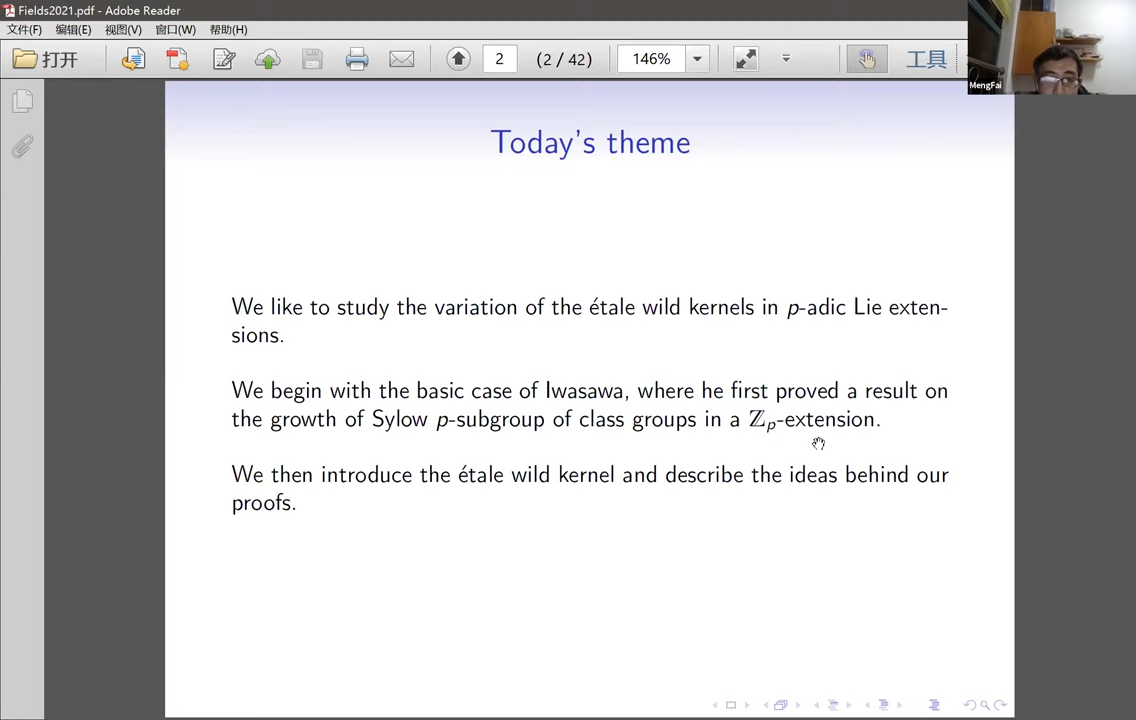 Fields2021.pdf - Adobe Reader
文件(F) 编辑(E) 视图(V) 窗口(W) 帮助(H)
打开 2 (2 / 42) 146% 工具
MengFai
Today's theme
We like to study the variation of the étale wild kernels in p-adic Lie exten-
sions.
We begin with the basic case of Iwasawa, where he first proved a result on
the growth of Sylow p-subgroup of class groups in a ℤp-extension.
We then introduce the étale wild kernel and describe the ideas behind our
proofs.